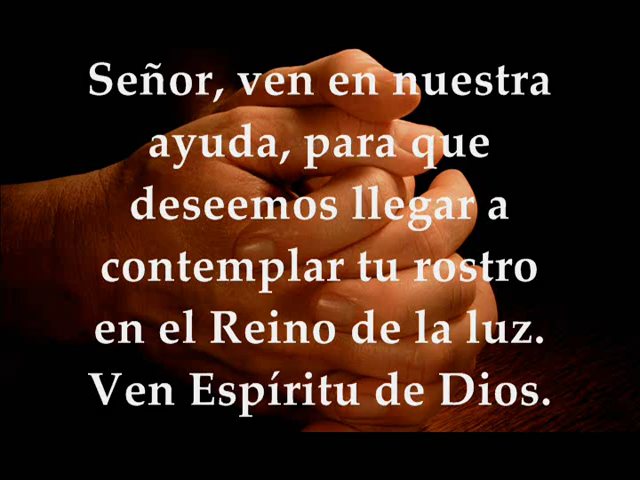 Señor, ven en nuestra
ayuda, para que
deseemos llegar a
contemplar tu rostro
en el Reino de la luz.
Ven Espíritu de Dios.